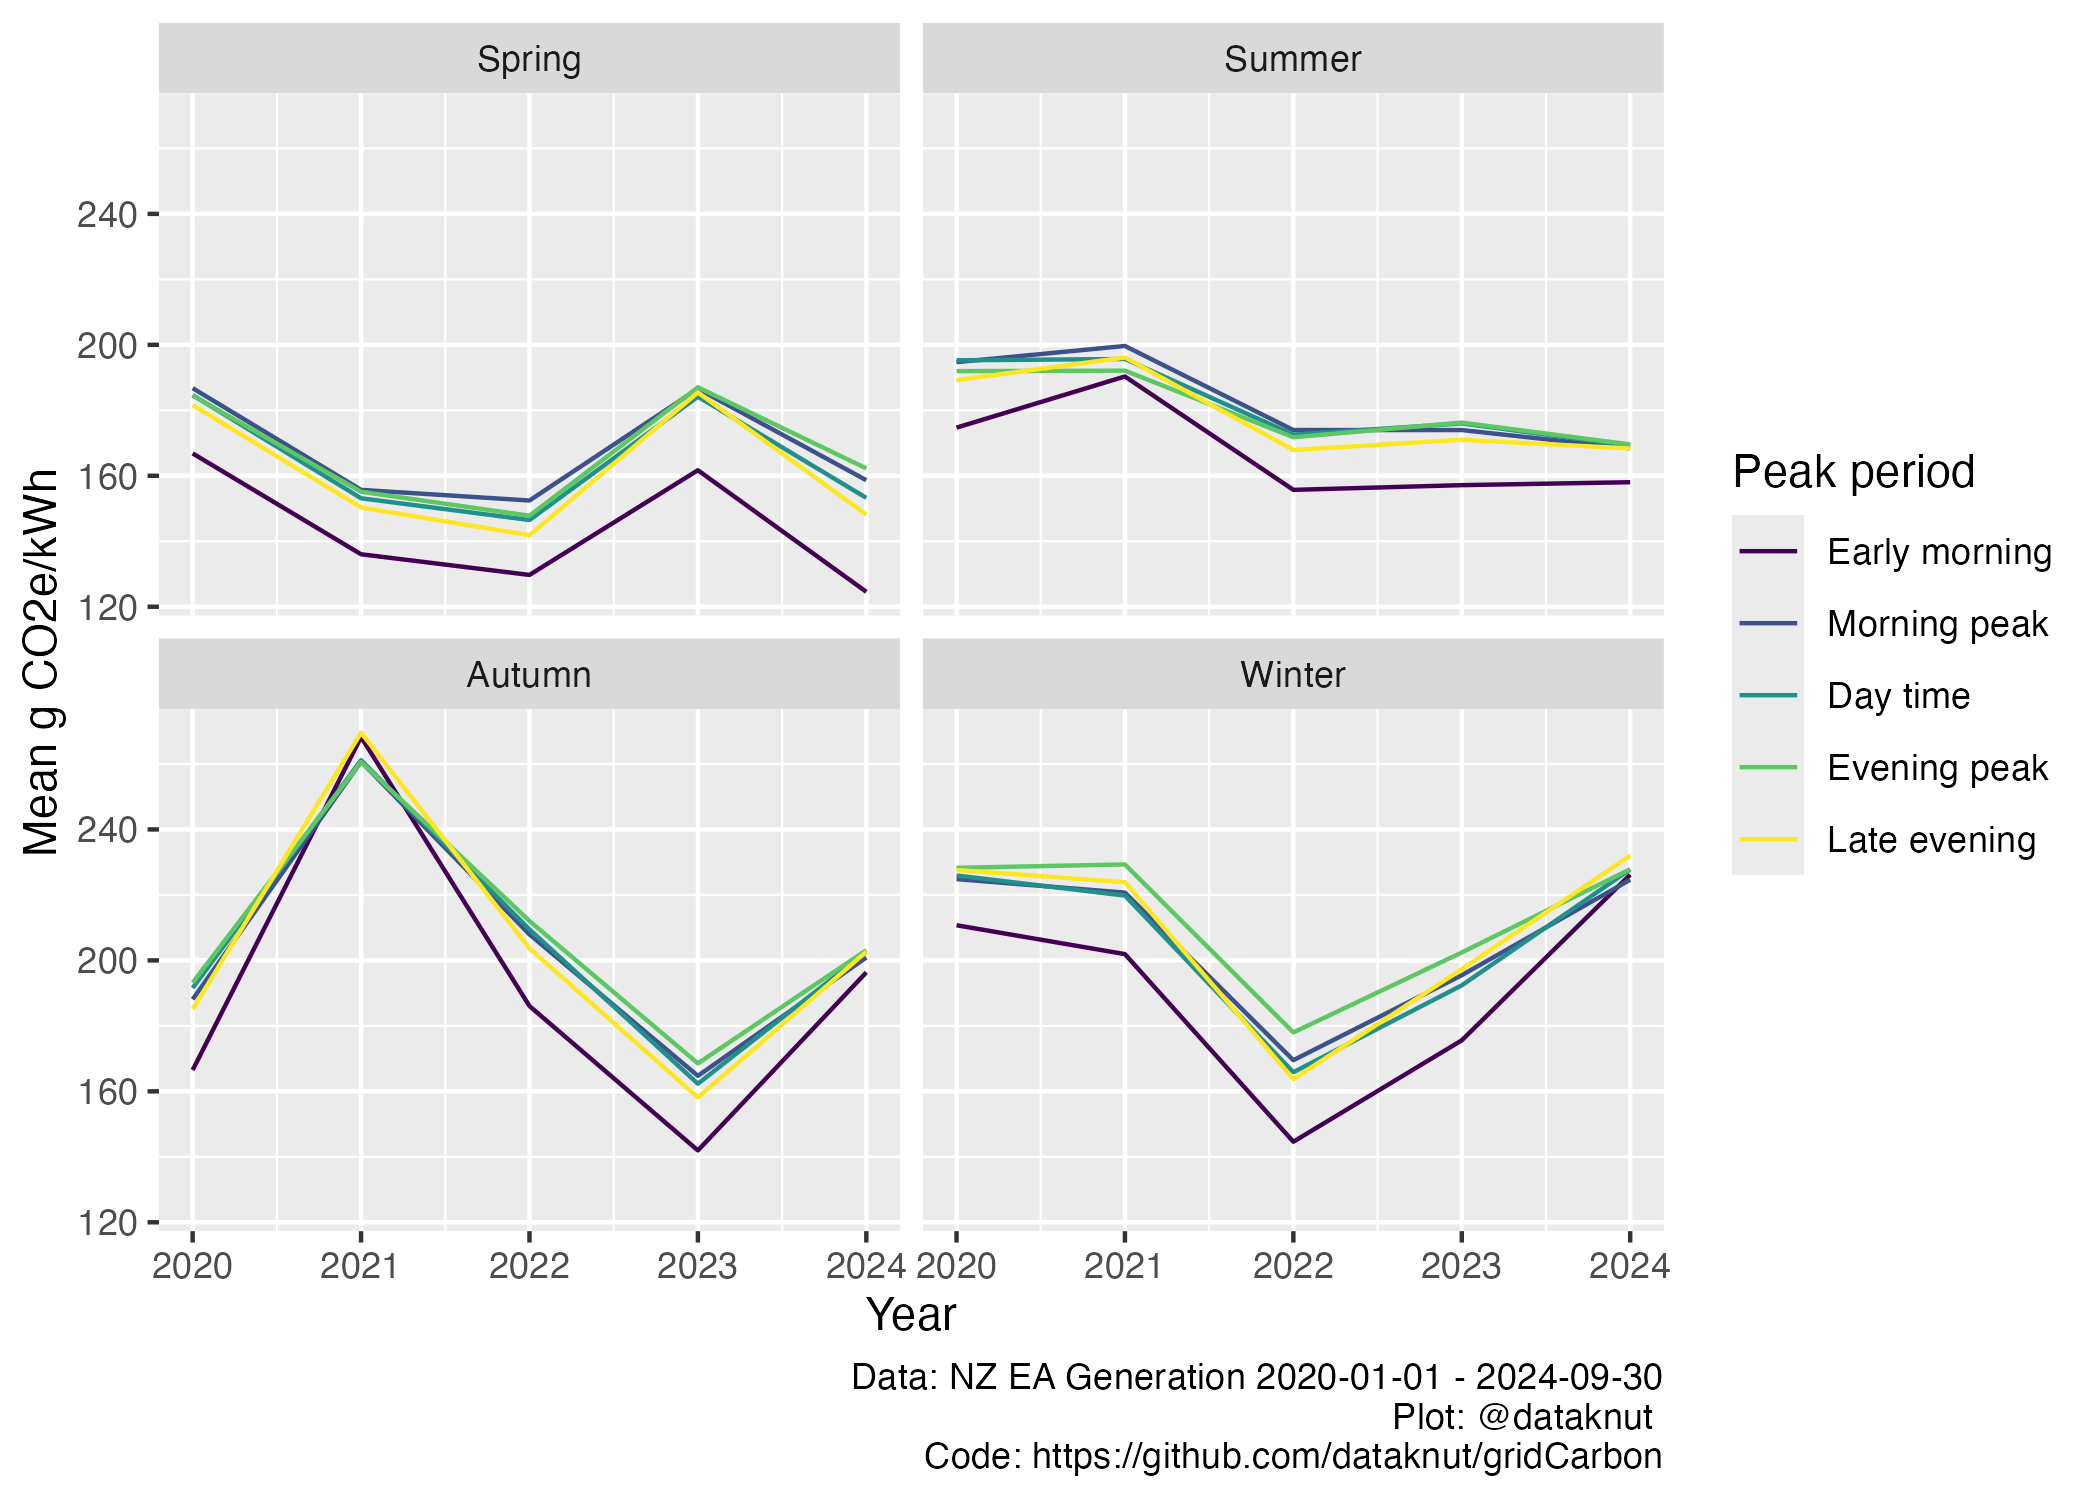 Spring
Summer
240
200
160
120
Autumn
Winter
240
200
160
120
2020 2021 2022 2023 2024 2020 2021 2022 2023 2024
Year
Mean g CO2e/kWh
Peak period
Early morning
Morning peak
Day time
Evening peak
Late evening
Data: NZ EA Generation 2020-01-01 - 2024-09-30
Plot: @dataknut
Code: https://github.com/dataknut/gridCarbon